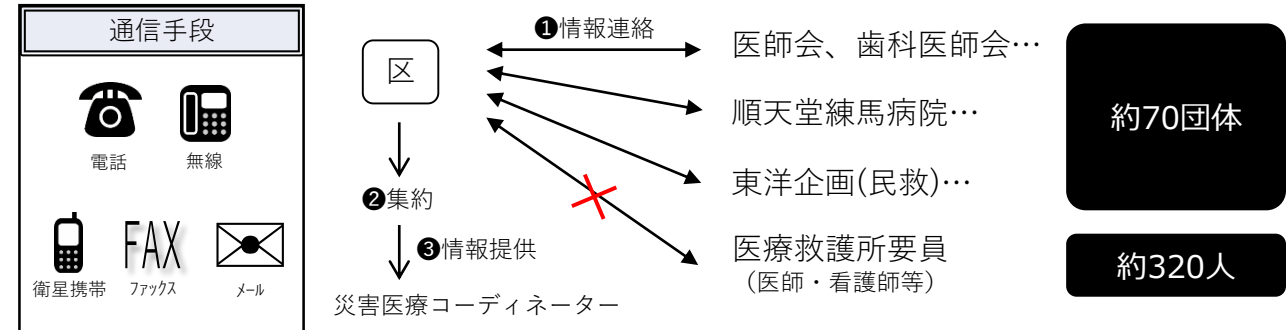 通信手段
電話
無線
衛星携帯
FAX
ファックス
メール
区
❶情報連絡
❷集約
❸情報提供
災害医療コーディネーター
医師会、歯科医師会…
順天堂練馬病院…
東洋企画(民救)…
医療救護所要員
（医師・看護師等）
約70団体
約320人